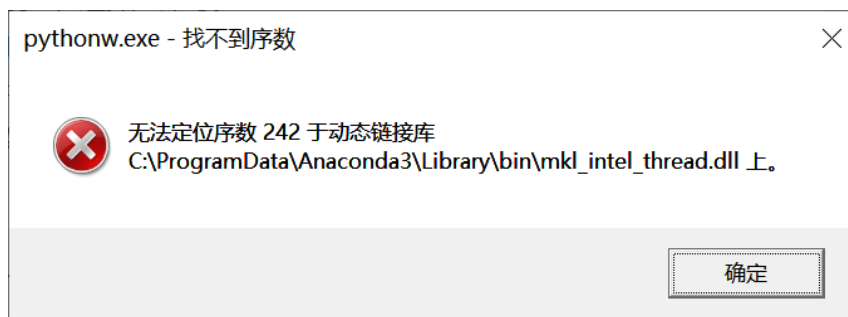 pythonw.exe - 找不到序数
无法定位序数 242 于动态链接库
C:\ProgramData\Anaconda3\Library\bin\mkl_intel_thread.dll 上。
确定